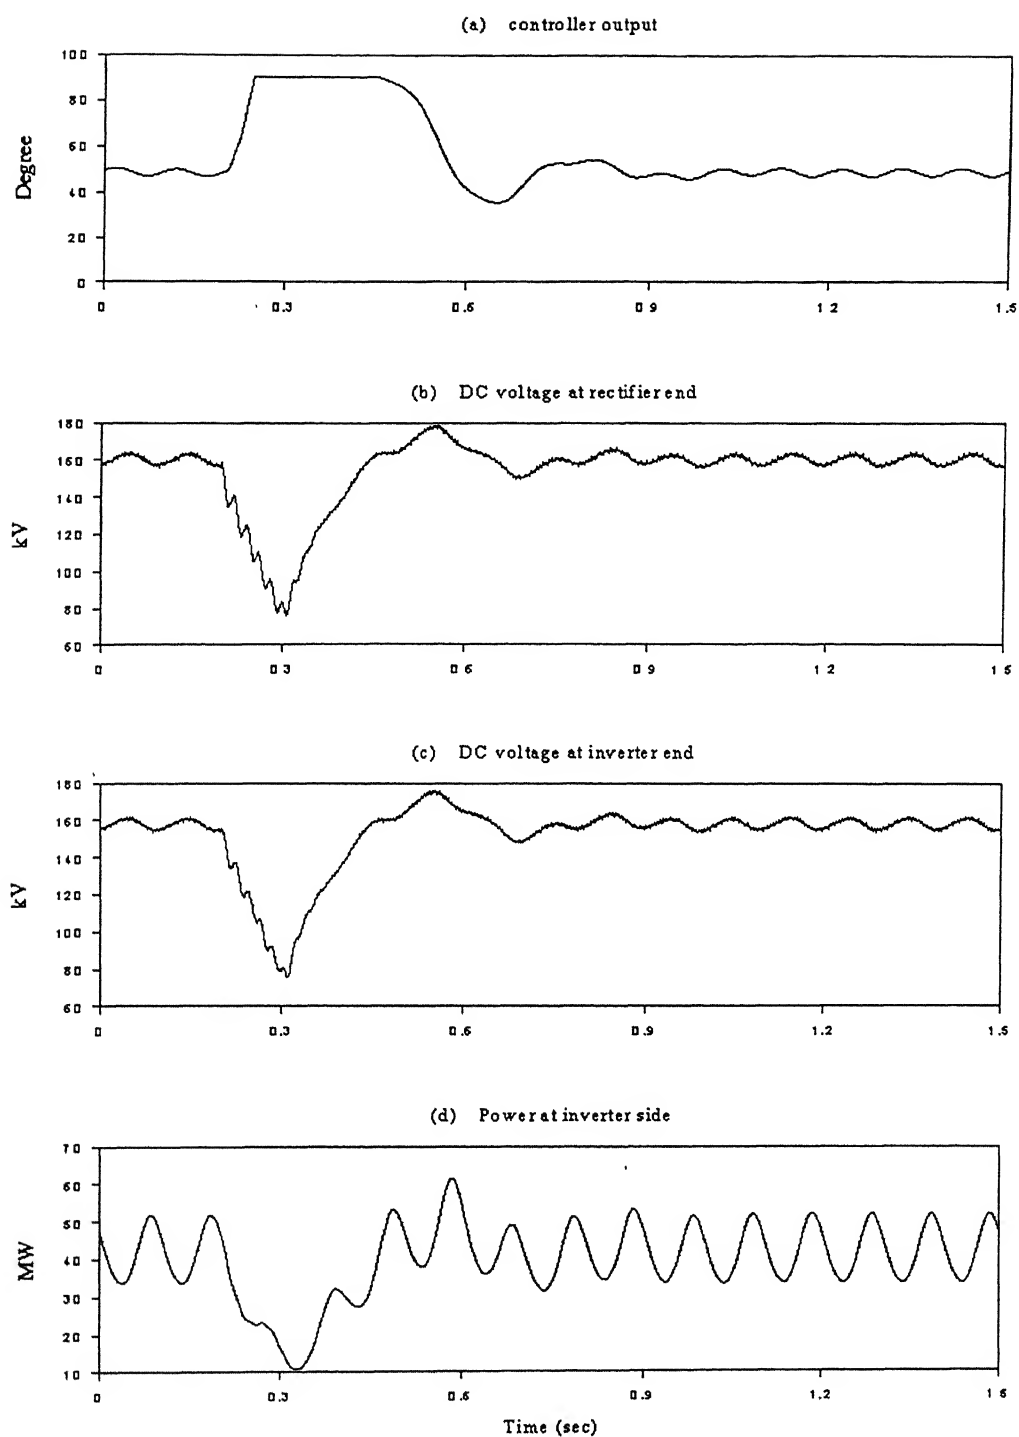 (a) controller output
100
80
60
40
20
0
Degree
0 0.3 0.6 0.9 1.2 1.5
(b) DC voltage at rectifier end
180
160
140
120
100
80
60
kV
0 0.3 0.6 0.9 1.2 1.5
(c) DC voltage at inverter end
180
160
140
120
100
80
60
kV
0 0.3 0.6 0.9 1.2 1.5
(d) Power at inverter side
70
60
50
40
30
20
10
MW
0 0.3 0.6 0.9 1.2 1.5
Time (sec)